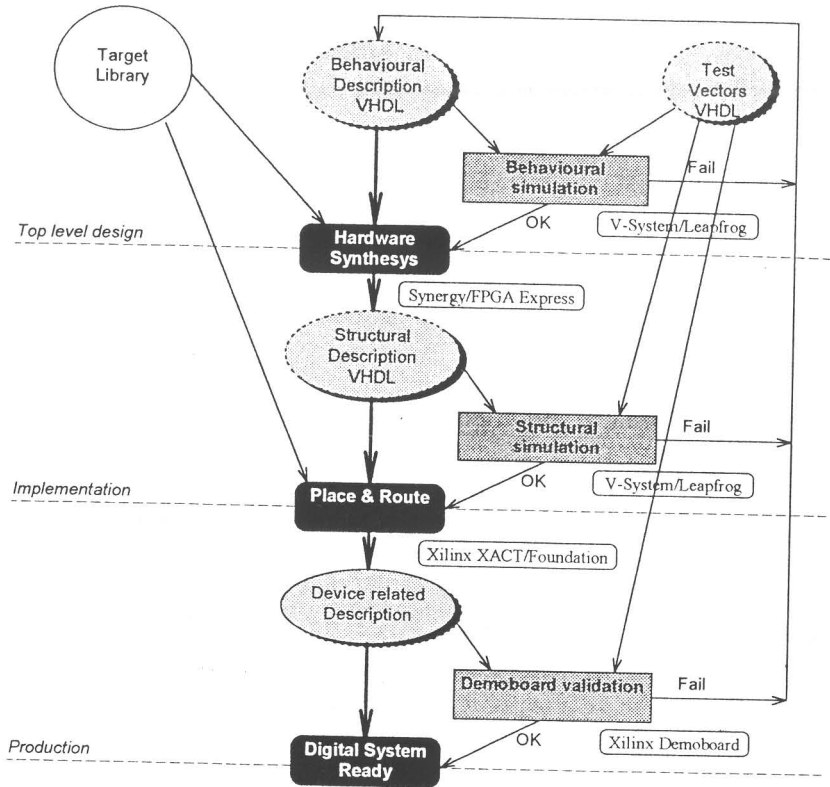 Target
Library
Behavioural
Description
VHDL
Test
Vectors
VHDL
Behavioural
simulation
Fail
OK
V-System/Leapfrog
Top level design
Hardware
Synthesys
Synergy/FPGA Express
Structural
Description
VHDL
Structural
simulation
Fail
OK
V-System/Leapfrog
Implementation
Place & Route
Xilinx XACT/Foundation
Device related
Description
Demoboard validation
Fail
OK
Xilinx Demoboard
Production
Digital System
Ready